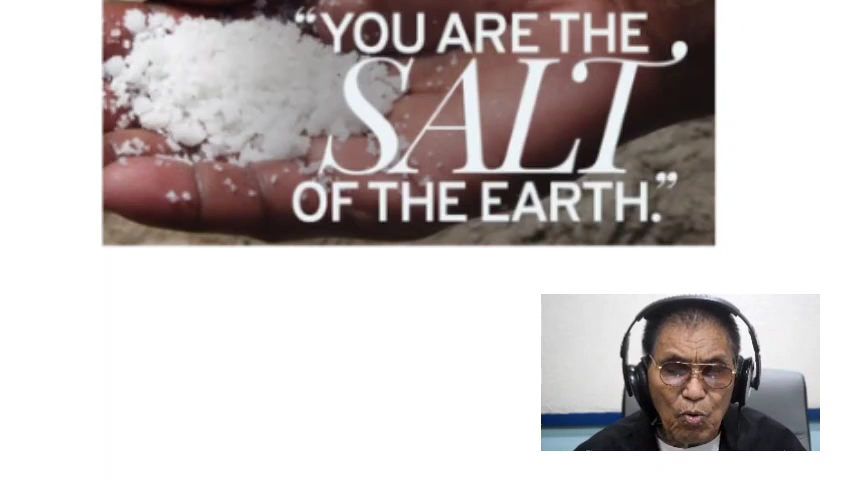 “YOU ARE THE
SALT
OF THE EARTH.”